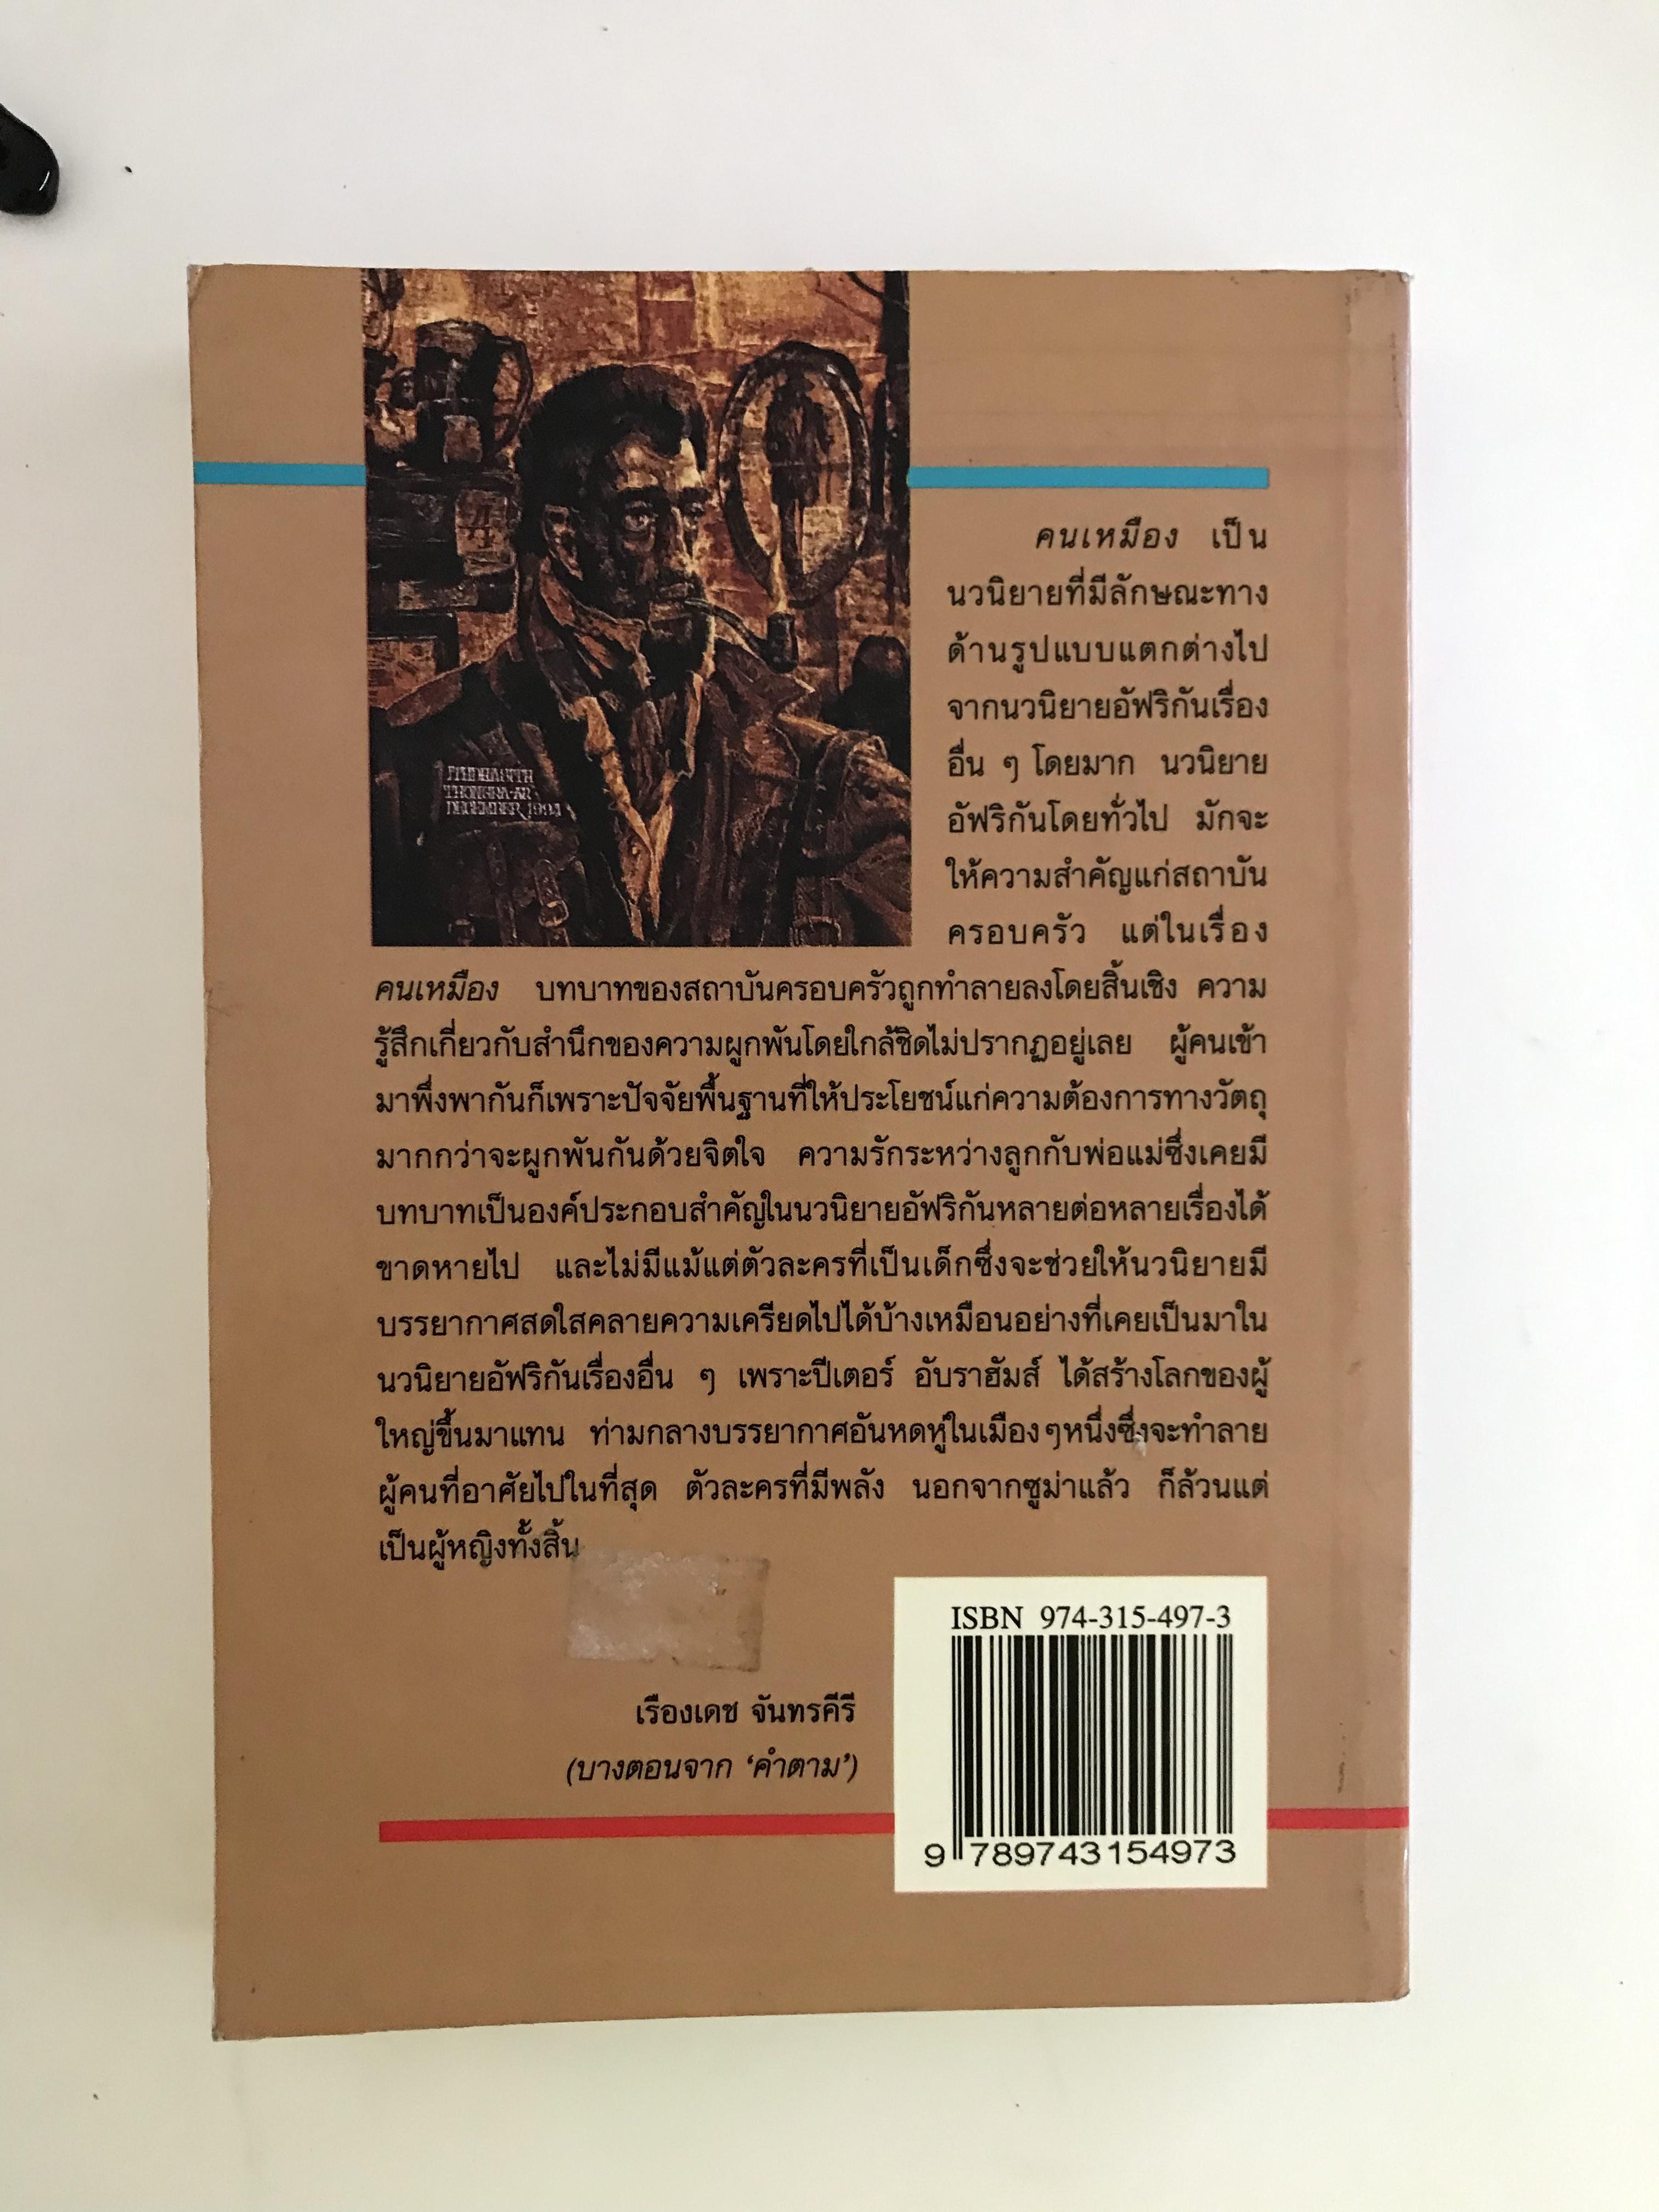 คนเหมือง เป็น
นวนิยายที่มีลักษณะทาง
ด้านรูปแบบแตกต่างไป
จากนวนิยายอัฟริกันเรื่อง
อื่น ๆ โดยมาก นวนิยาย
อัฟริกันโดยทั่วไป มักจะ
ให้ความสำคัญแก่สถาบัน
ครอบครัว แต่ในเรื่อง
คนเหมือง บทบาทของสถาบันครอบครัวถูกทำลายลงโดยสิ้นเชิง ความ
รู้สึกเกี่ยวกับสำนึกของความผูกพันโดยใกล้ชิดไม่ปรากฏอยู่เลย ผู้คนเข้า
มาพึ่งพากันก็เพราะปัจจัยพื้นฐานที่ให้ประโยชน์แก่ความต้องการทางวัตถุ
มากกว่าจะผูกพันกันด้วยจิตใจ ความรักระหว่างลูกกับพ่อแม่ซึ่งเคยมี
บทบาทเป็นองค์ประกอบสำคัญในนวนิยายอัฟริกันหลายต่อหลายเรื่องได้
ขาดหายไป และไม่มีแม้แต่ตัวละครที่เป็นเด็กซึ่งจะช่วยให้นวนิยายมี
บรรยากาศสดใสคลายความเครียดไปได้บ้างเหมือนอย่างที่เคยเป็นมาใน
นวนิยายอัฟริกันเรื่องอื่น ๆ เพราะปีเตอร์ อับราฮัมส์ ได้สร้างโลกของผู้
ใหญ่ขึ้นมาแทน ท่ามกลางบรรยากาศอันหดหู่ในเมือง ๆหนึ่งซึ่งจะทำลาย
ผู้คนที่อาศัยไปในที่สุด ตัวละครที่มีพลัง นอกจากซูม่าแล้ว ก็ล้วนแต่
เป็นผู้หญิงทั้งสิ้น
เรืองเดช จันทรคีรี
(บางตอนจาก ‘คำตาม’)
ISBN 974-315-497-3
9 789743 154973
THONGRA-AR
DECEMBER, 1994